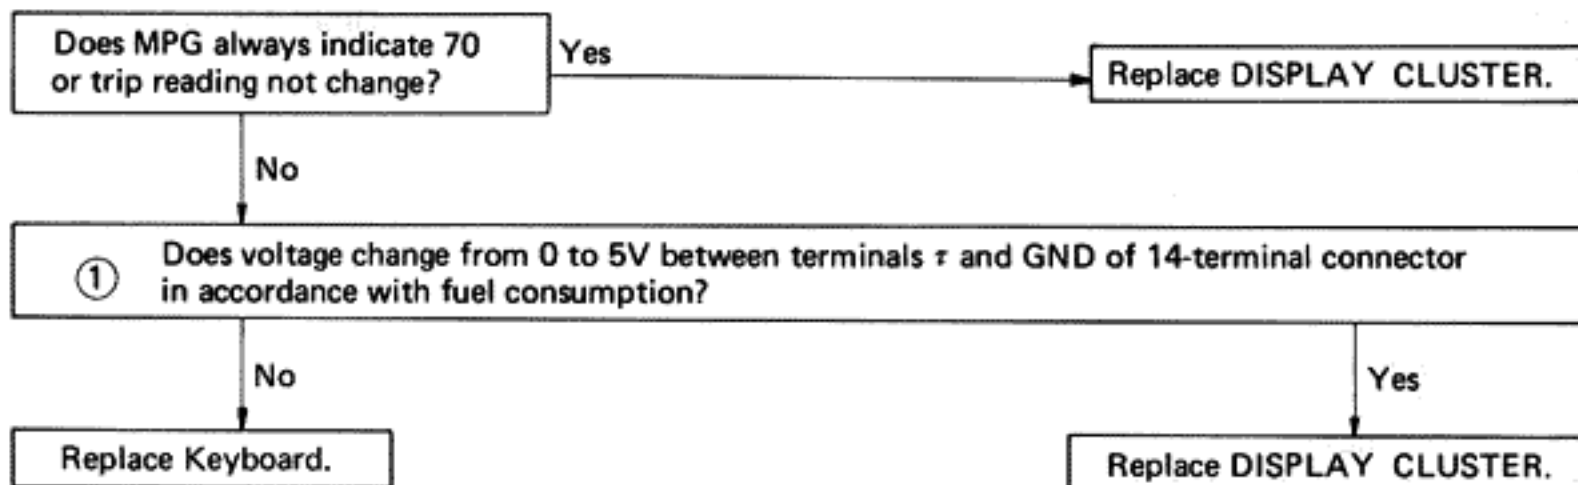 Does MPG always indicate 70
or trip reading not change?
Yes
Replace DISPLAY CLUSTER.
No
① Does voltage change from 0 to 5V between terminals τ and GND of 14-terminal connector
in accordance with fuel consumption?
No
Yes
Replace Keyboard.
Replace DISPLAY CLUSTER.